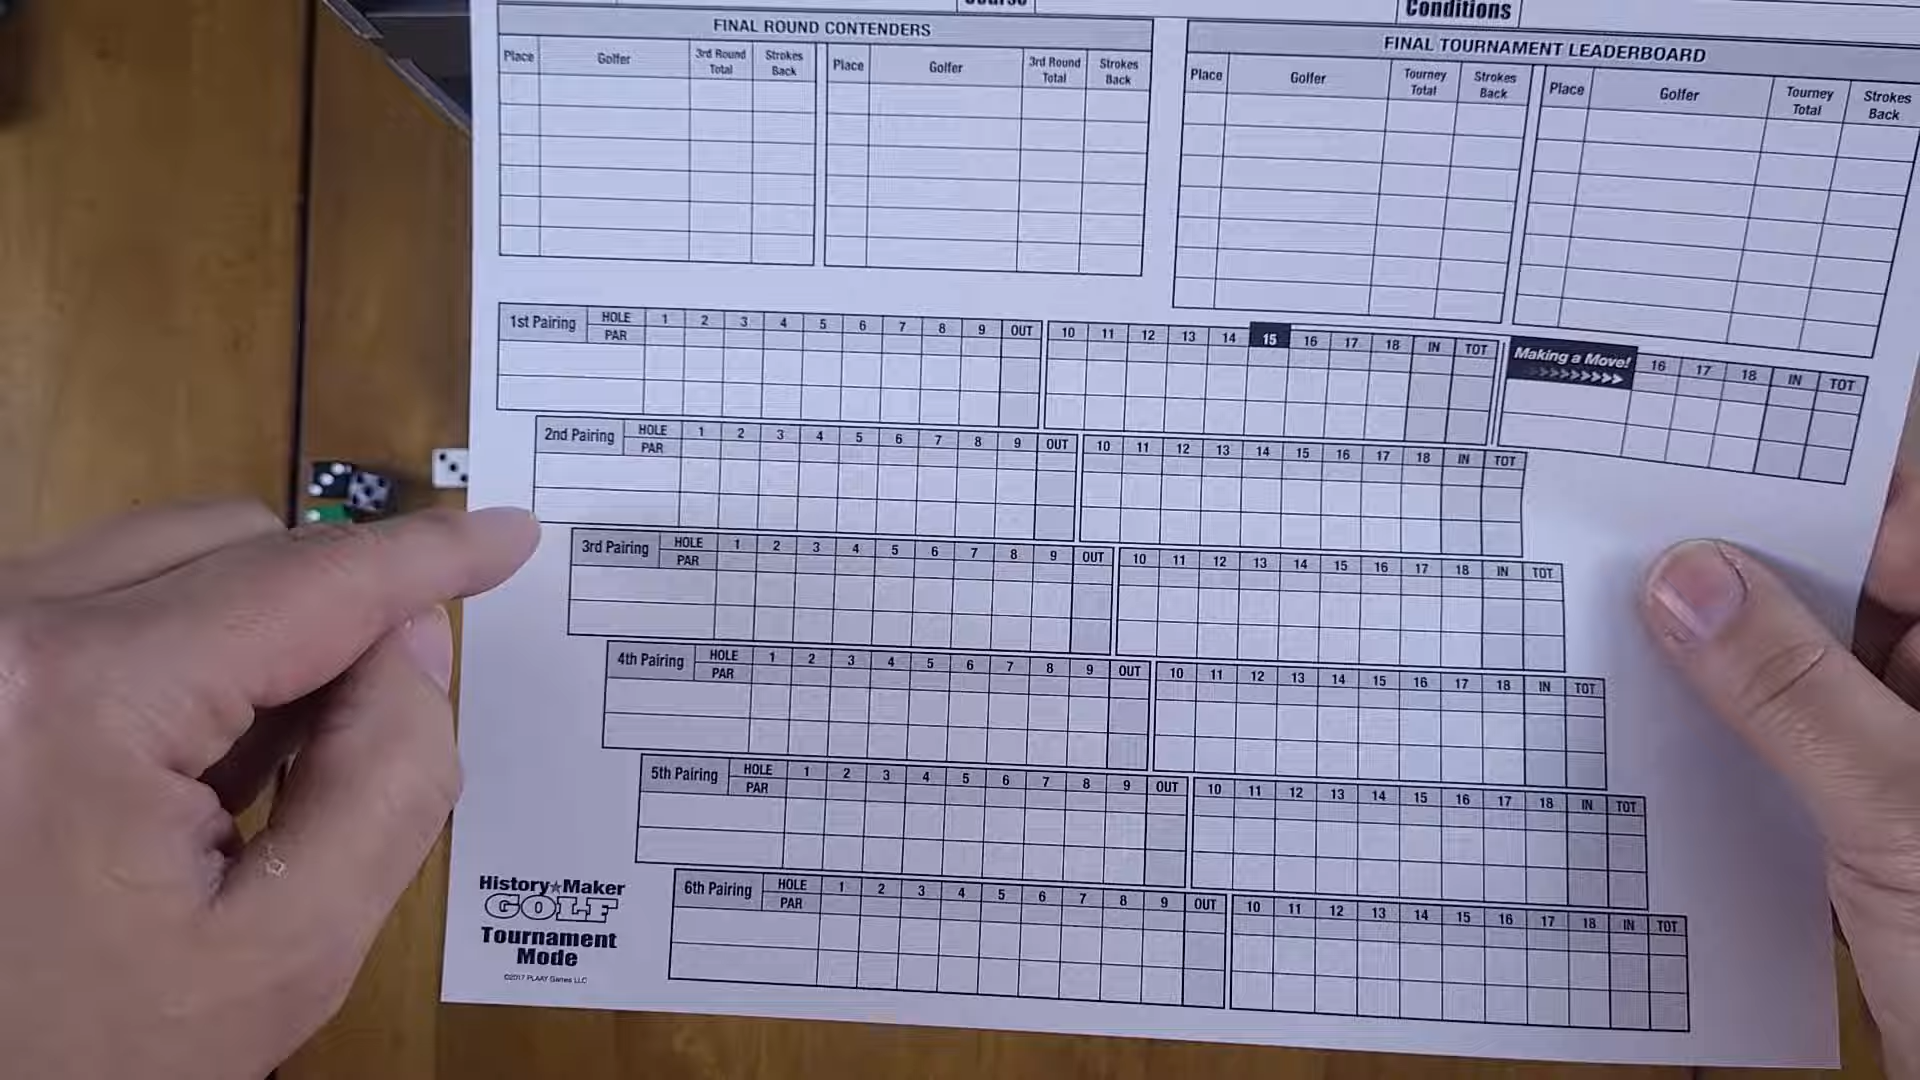 Course
Conditions
FINAL ROUND CONTENDERS
Place Golfer 3rd Round Total Strokes Back Place Golfer 3rd Round Total Strokes Back
FINAL TOURNAMENT LEADERBOARD
Place Golfer Tourney Total Strokes Back Place Golfer Tourney Total Strokes Back
1st Pairing HOLE 1 2 3 4 5 6 7 8 9 OUT 10 11 12 13 14 15 16 17 18 IN TOT
PAR
Making a Move! 16 17 18 IN TOT
>>>>>>>>>
2nd Pairing HOLE 1 2 3 4 5 6 7 8 9 OUT 10 11 12 13 14 15 16 17 18 IN TOT
PAR
3rd Pairing HOLE 1 2 3 4 5 6 7 8 9 OUT 10 11 12 13 14 15 16 17 18 IN TOT
PAR
4th Pairing HOLE 1 2 3 4 5 6 7 8 9 OUT 10 11 12 13 14 15 16 17 18 IN TOT
PAR
5th Pairing HOLE 1 2 3 4 5 6 7 8 9 OUT 10 11 12 13 14 15 16 17 18 IN TOT
PAR
6th Pairing HOLE 1 2 3 4 5 6 7 8 9 OUT 10 11 12 13 14 15 16 17 18 IN TOT
PAR
History★Maker
GOLF
Tournament
Mode
©2017 PLAAY Games LLC